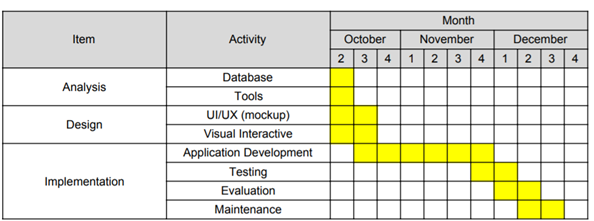 Month
Item Activity October November December
2 3 4 1 2 3 4 1 2 3 4
Analysis
Database
Tools
Design
UI/UX (mockup)
Visual Interactive
Implementation
Application Development
Testing
Evaluation
Maintenance